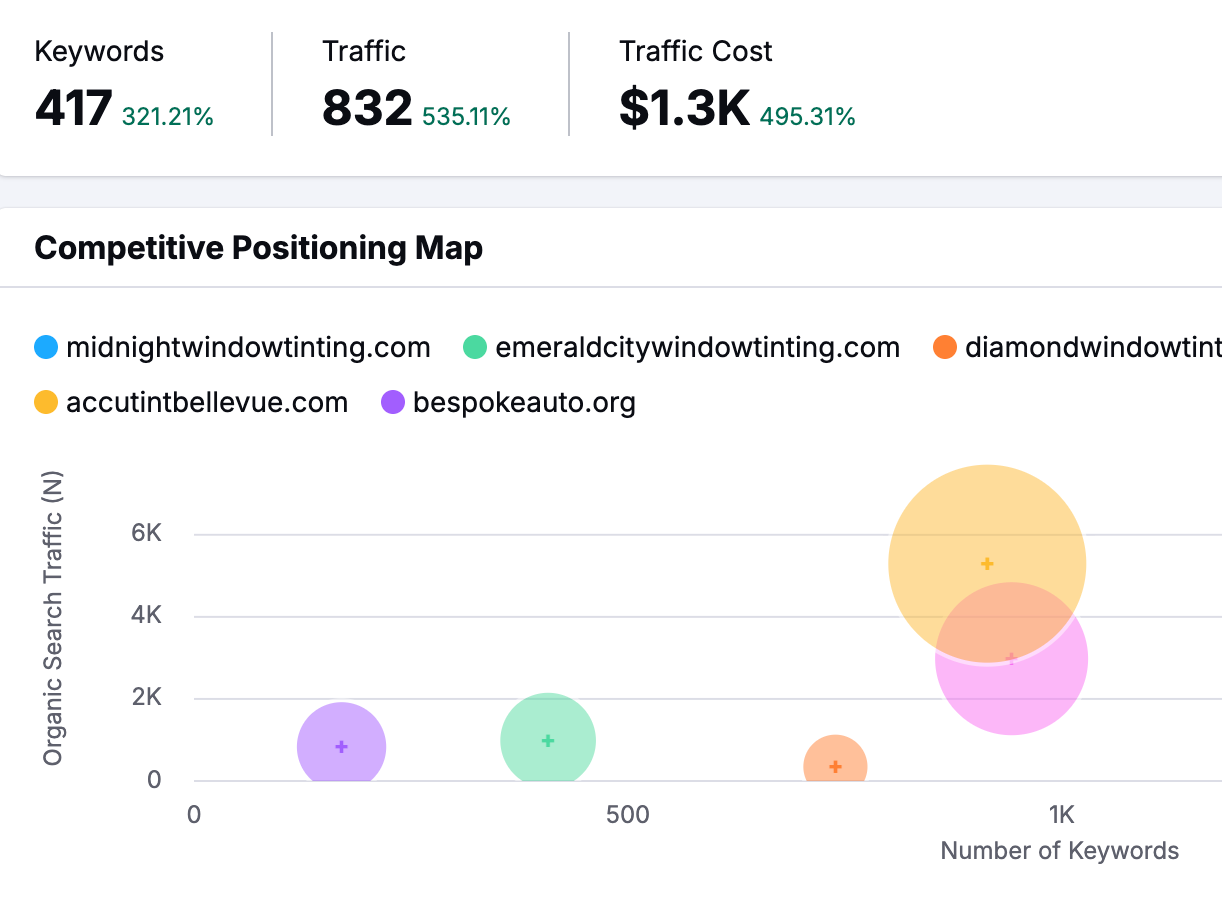 Keywords Traffic Traffic Cost
417 321.21% 832 535.11% $1.3K 495.31%
Competitive Positioning Map
midnightwindowtinting.com emeraldcitywindowtinting.com diamondwindowtint
accutintbellevue.com bespokeauto.org
Organic Search Traffic (N)
6K
4K
2K
0
0 500 1K
Number of Keywords